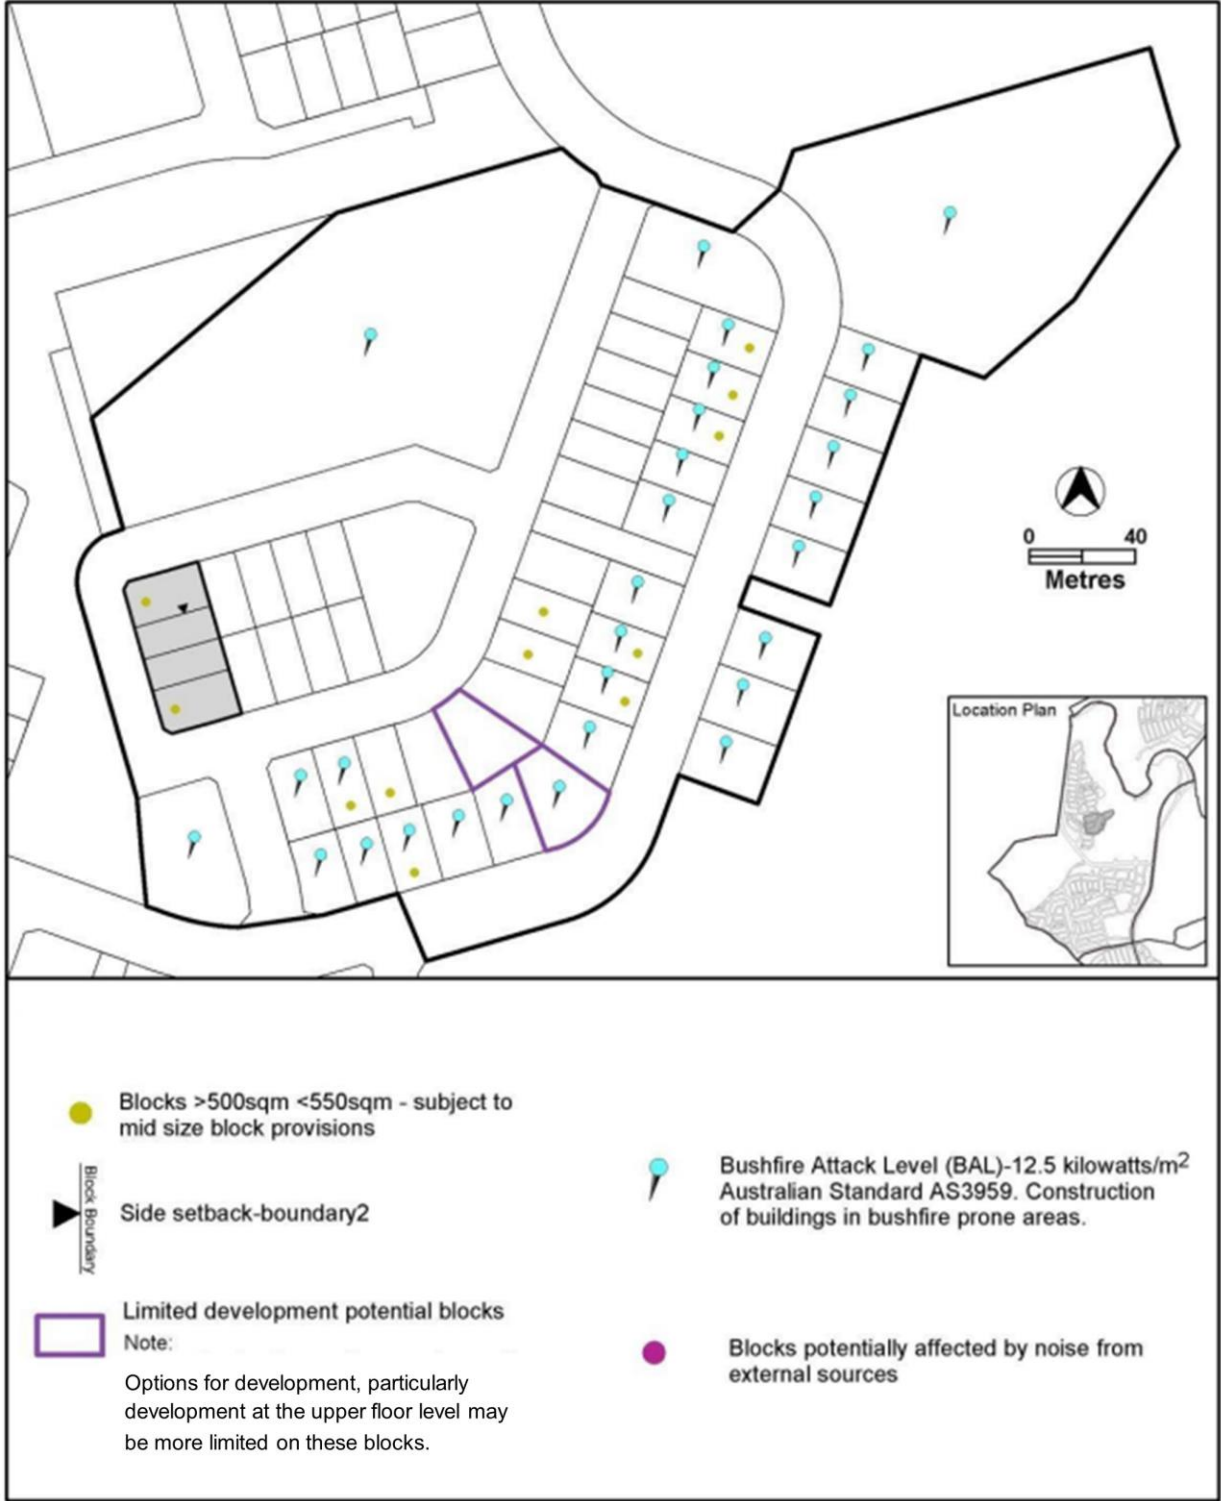 0 40
Metres
Location Plan
Blocks >500sqm <550sqm - subject to
mid size block provisions
Block Boundary
Side setback-boundary2
Limited development potential blocks
Note:
Options for development, particularly
development at the upper floor level may
be more limited on these blocks.
Bushfire Attack Level (BAL)-12.5 kilowatts/m2
Australian Standard AS3959. Construction
of buildings in bushfire prone areas.
Blocks potentially affected by noise from
external sources